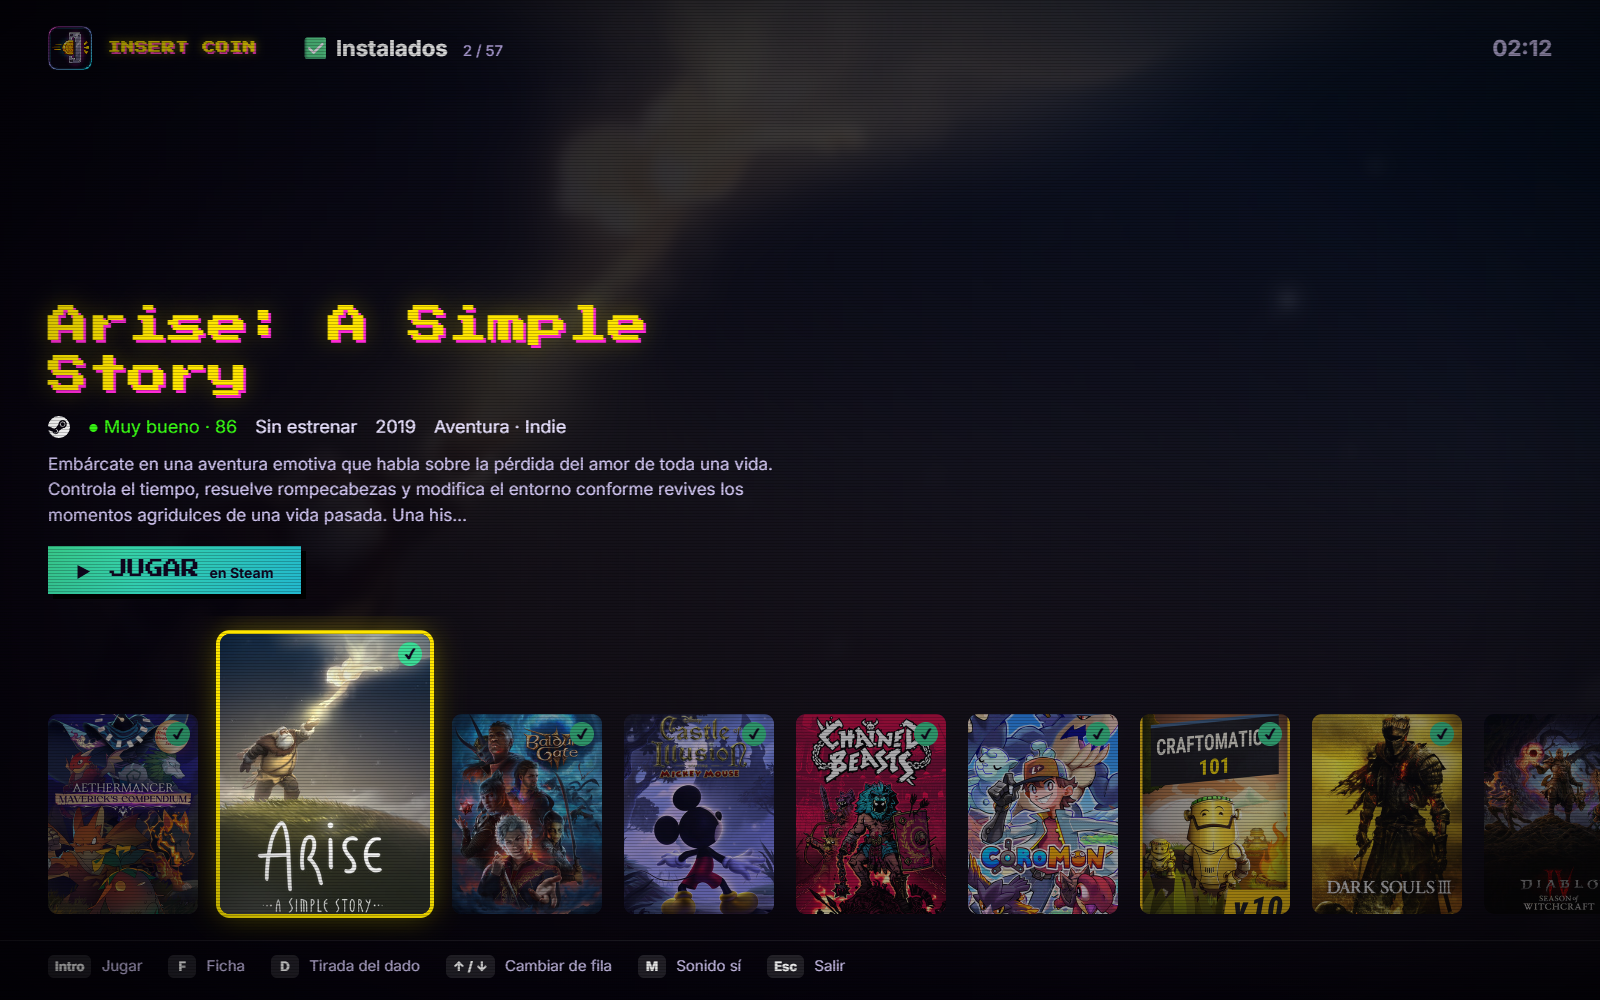 INSERT COIN
Instalados 2 / 57
02:12
Arise: A Simple
Story
Muy bueno · 86 Sin estrenar 2019 Aventura · Indie
Embárcate en una aventura emotiva que habla sobre la pérdida del amor de toda una vida.
Controla el tiempo, resuelve rompecabezas y modifica el entorno conforme revives los
momentos agridulces de una vida pasada. Una his...
JUGAR en Steam
AETHERMANCER
MAVERICK'S COMPENDIUM
ARISE
A SIMPLE STORY
Baldur
Gate
Castle
Illusion
MICKEY MOUSE
CHAINED
BEASTS
COROMON
CRAFTOMATIC
101
x10
DARK SOULS III
DIABLO
IV
SEASON of
WITCHCRAFT
Intro Jugar F Ficha D Tirada del dado ↑ / ↓ Cambiar de fila M Sonido sí Esc Salir